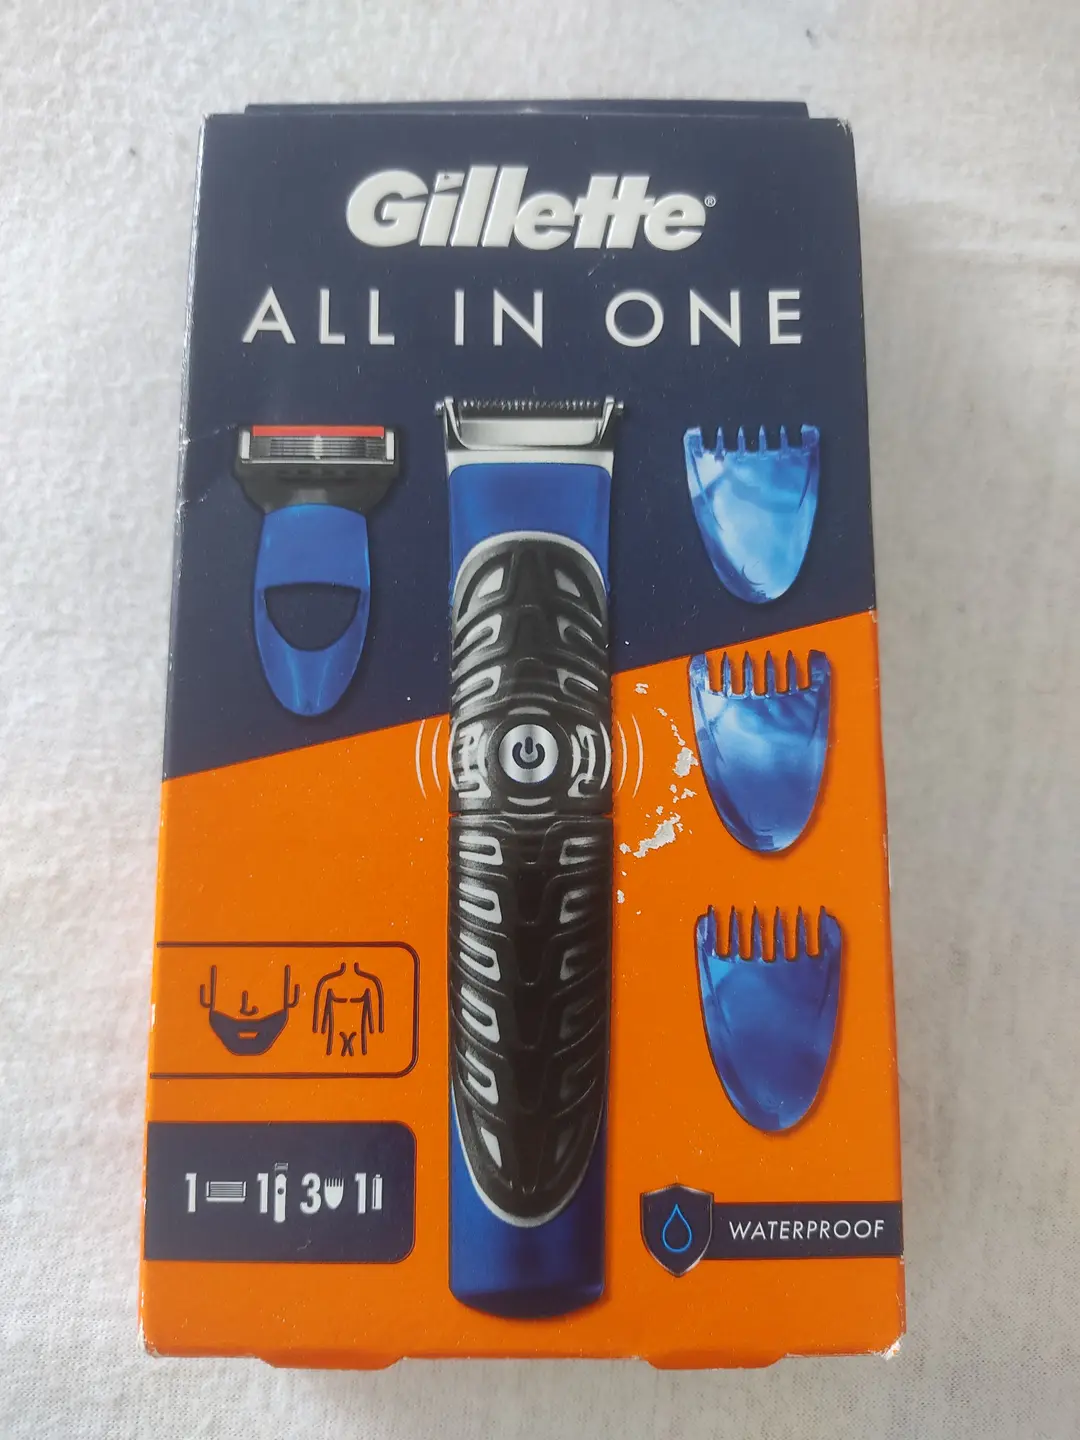 Gillette®
ALL IN ONE
1 1 3 1
WATERPROOF